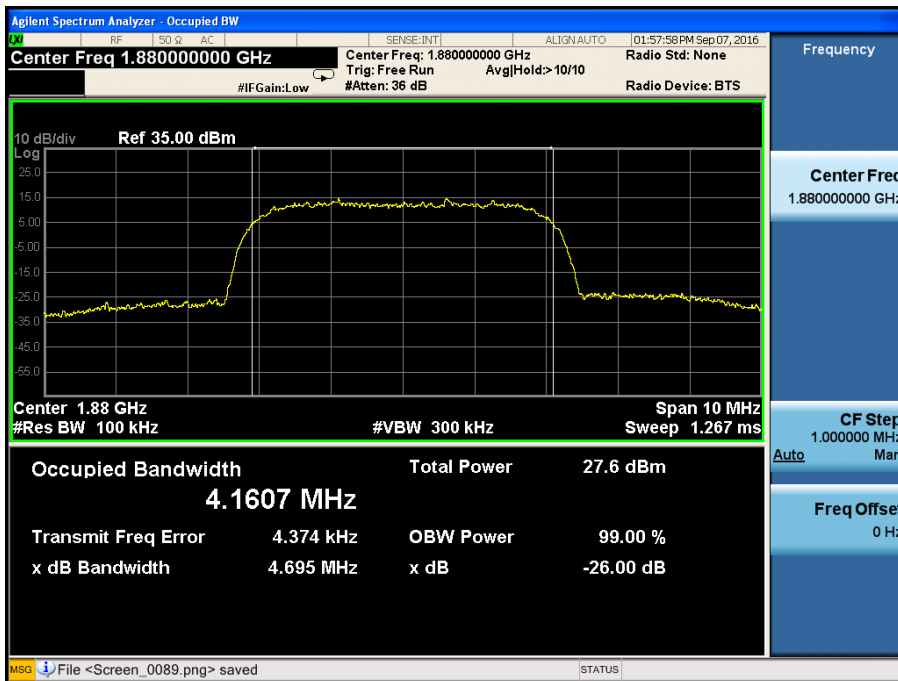 Agilent Spectrum Analyzer - Occupied BW
LXI RF 50 Ω AC SENSE:INT ALIGN AUTO 01:57:58 PM Sep 07, 2016
Center Freq 1.880000000 GHz
#IFGain:Low
Center Freq: 1.880000000 GHz
Trig: Free Run Avg|Hold:> 10/10
#Atten: 36 dB
Radio Std: None
Radio Device: BTS
10 dB/div Ref 35.00 dBm
Log
25.0
15.0
5.00
-5.00
-15.0
-25.0
-35.0
-45.0
-55.0
Center 1.88 GHz Span 10 MHz
#Res BW 100 kHz #VBW 300 kHz Sweep 1.267 ms
Occupied Bandwidth Total Power 27.6 dBm
4.1607 MHz
Transmit Freq Error 4.374 kHz OBW Power 99.00 %
x dB Bandwidth 4.695 MHz x dB -26.00 dB
Frequency
Center Freq
1.880000000 GHz
CF Step
1.000000 MHz
Auto Man
Freq Offset
0 Hz
MSG File <Screen_0089.png> saved STATUS